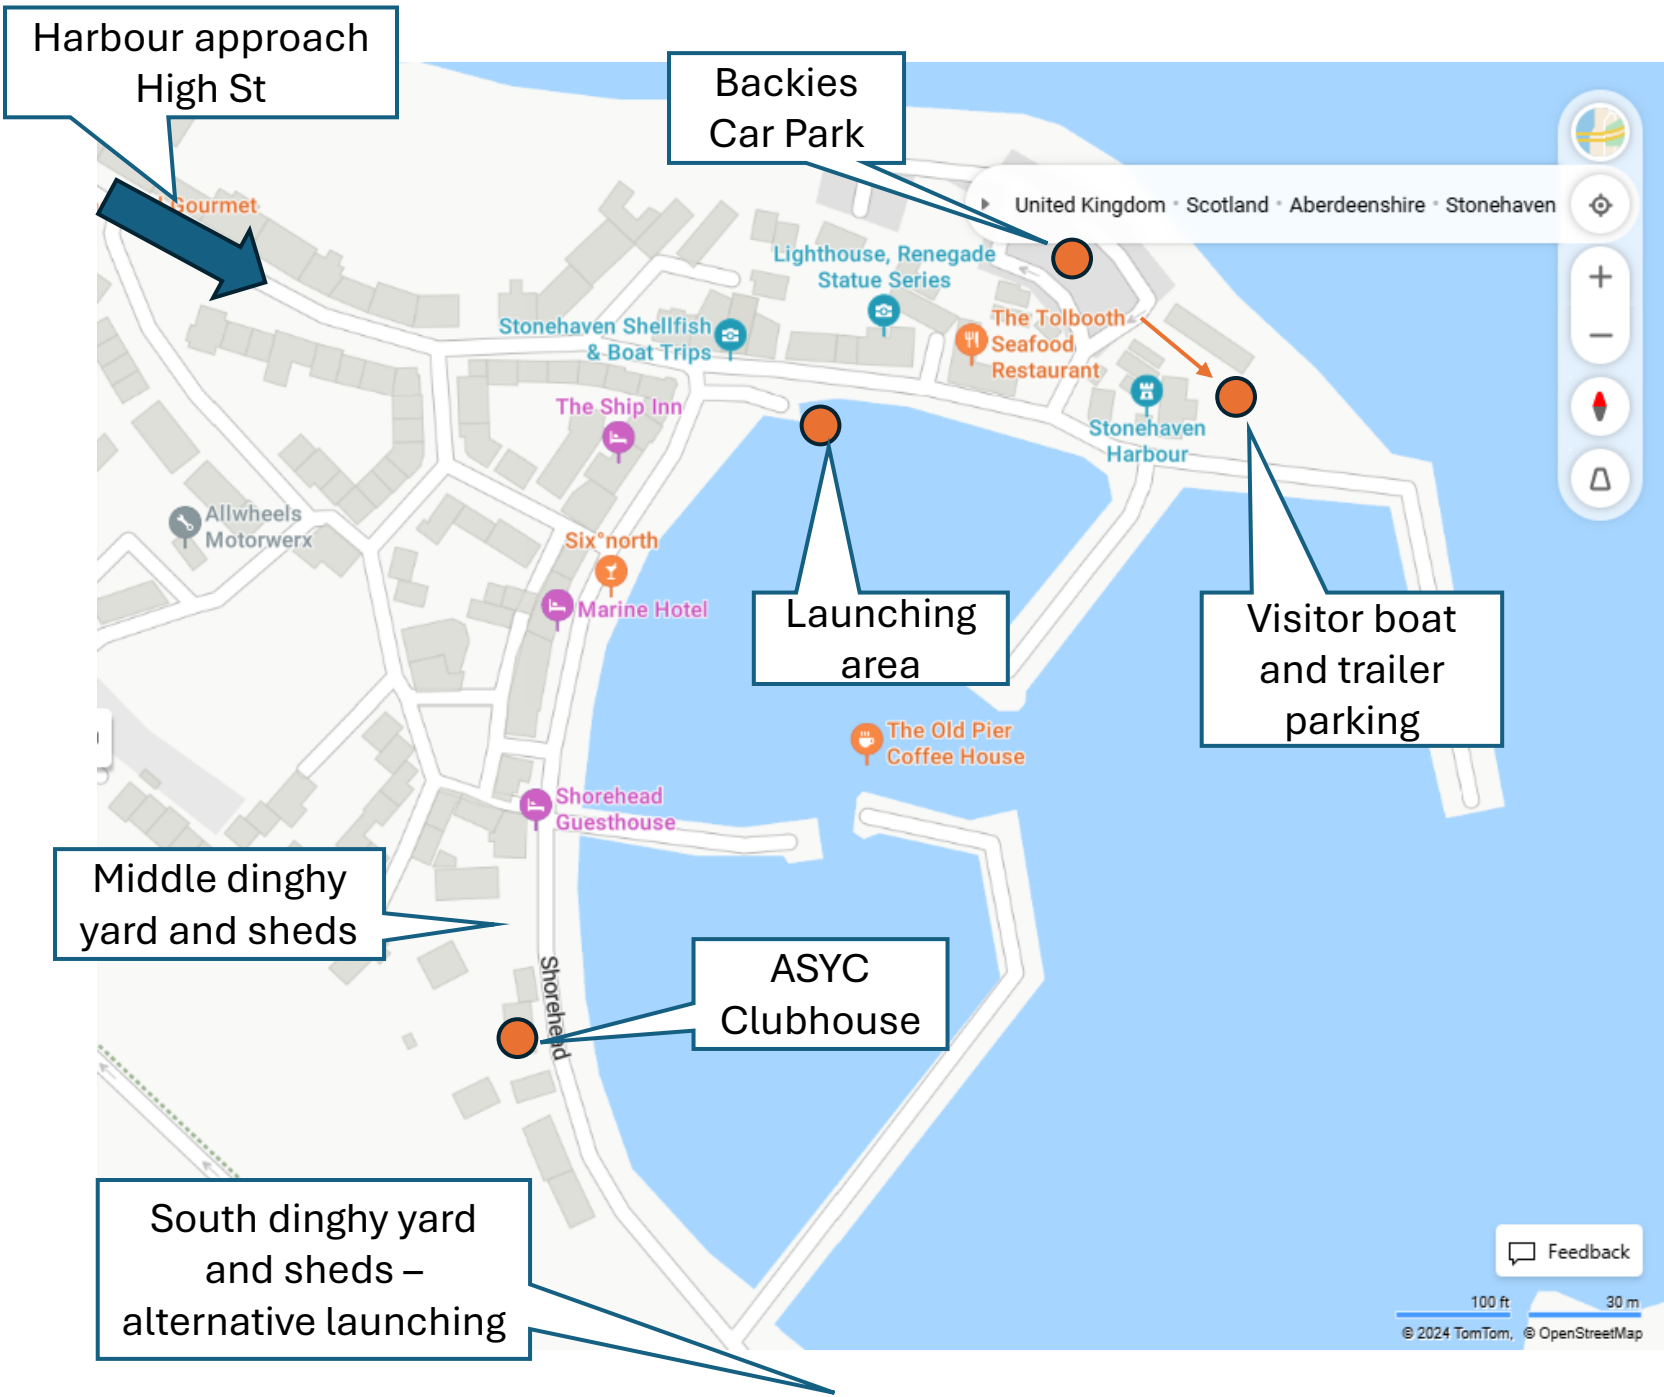 Harbour approach
High St
Backies
Car Park
United Kingdom • Scotland • Aberdeenshire • Stonehaven
Gourmet
Lighthouse, Renegade
Statue Series
Stonehaven Shellfish
& Boat Trips
The Tolbooth
Seafood
Restaurant
The Ship Inn
Stonehaven
Harbour
Allwheels
Motorwerx
Six°north
Marine Hotel
Launching
area
Visitor boat
and trailer
parking
The Old Pier
Coffee House
Shorehead
Guesthouse
Middle dinghy
yard and sheds
Shorehead
ASYC
Clubhouse
South dinghy yard
and sheds –
alternative launching
Feedback
100 ft
30 m
© 2024 TomTom, © OpenStreetMap